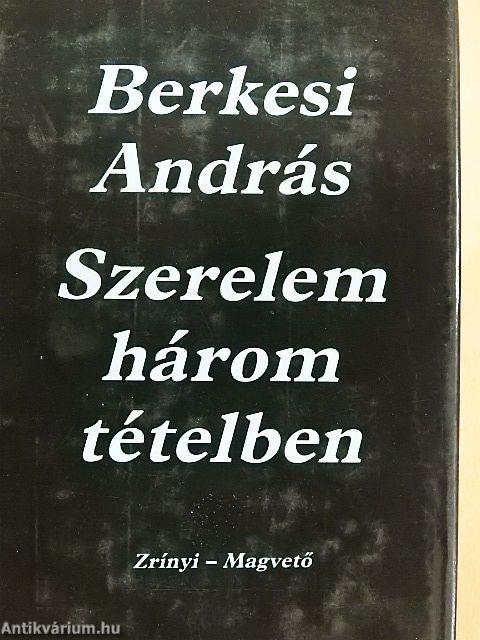 Berkesi
András
Szerelem
három
tételben
Zrínyi – Magvető
Antikvárium.hu